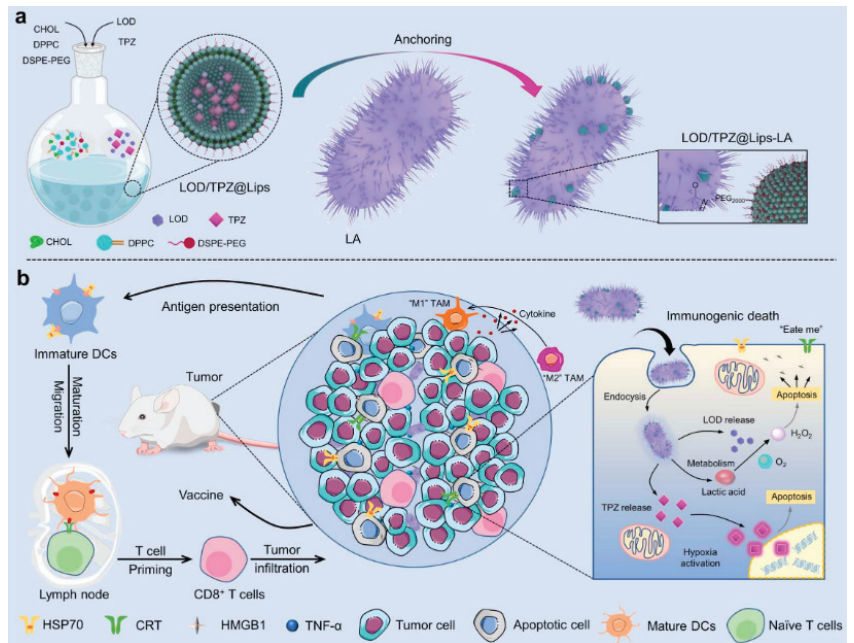 a
CHOL
DPPC
DSPE-PEG
LOD
TPZ
LOD/TPZ@Lips
LOD
TPZ
CHOL
DPPC
DSPE-PEG
Anchoring
LA
LOD/TPZ@Lips-LA
PEG2000
b
Antigen presentation
Immature DCs
Maturation
Migration
Tumor
Vaccine
Lymph node
T cell
Priming
CD8+ T cells
Tumor
infiltration
"M1" TAM
Cytokine
"M2" TAM
Immogenic death
"Eate me"
Endocysis
Apoptosis
LOD release
H2O2
Metabolism
O2
Lactic acid
TPZ release
Apoptosis
Hypoxia
activation
HSP70
CRT
HMGB1
TNF-α
Tumor cell
Apoptotic cell
Mature DCs
Naïve T cells